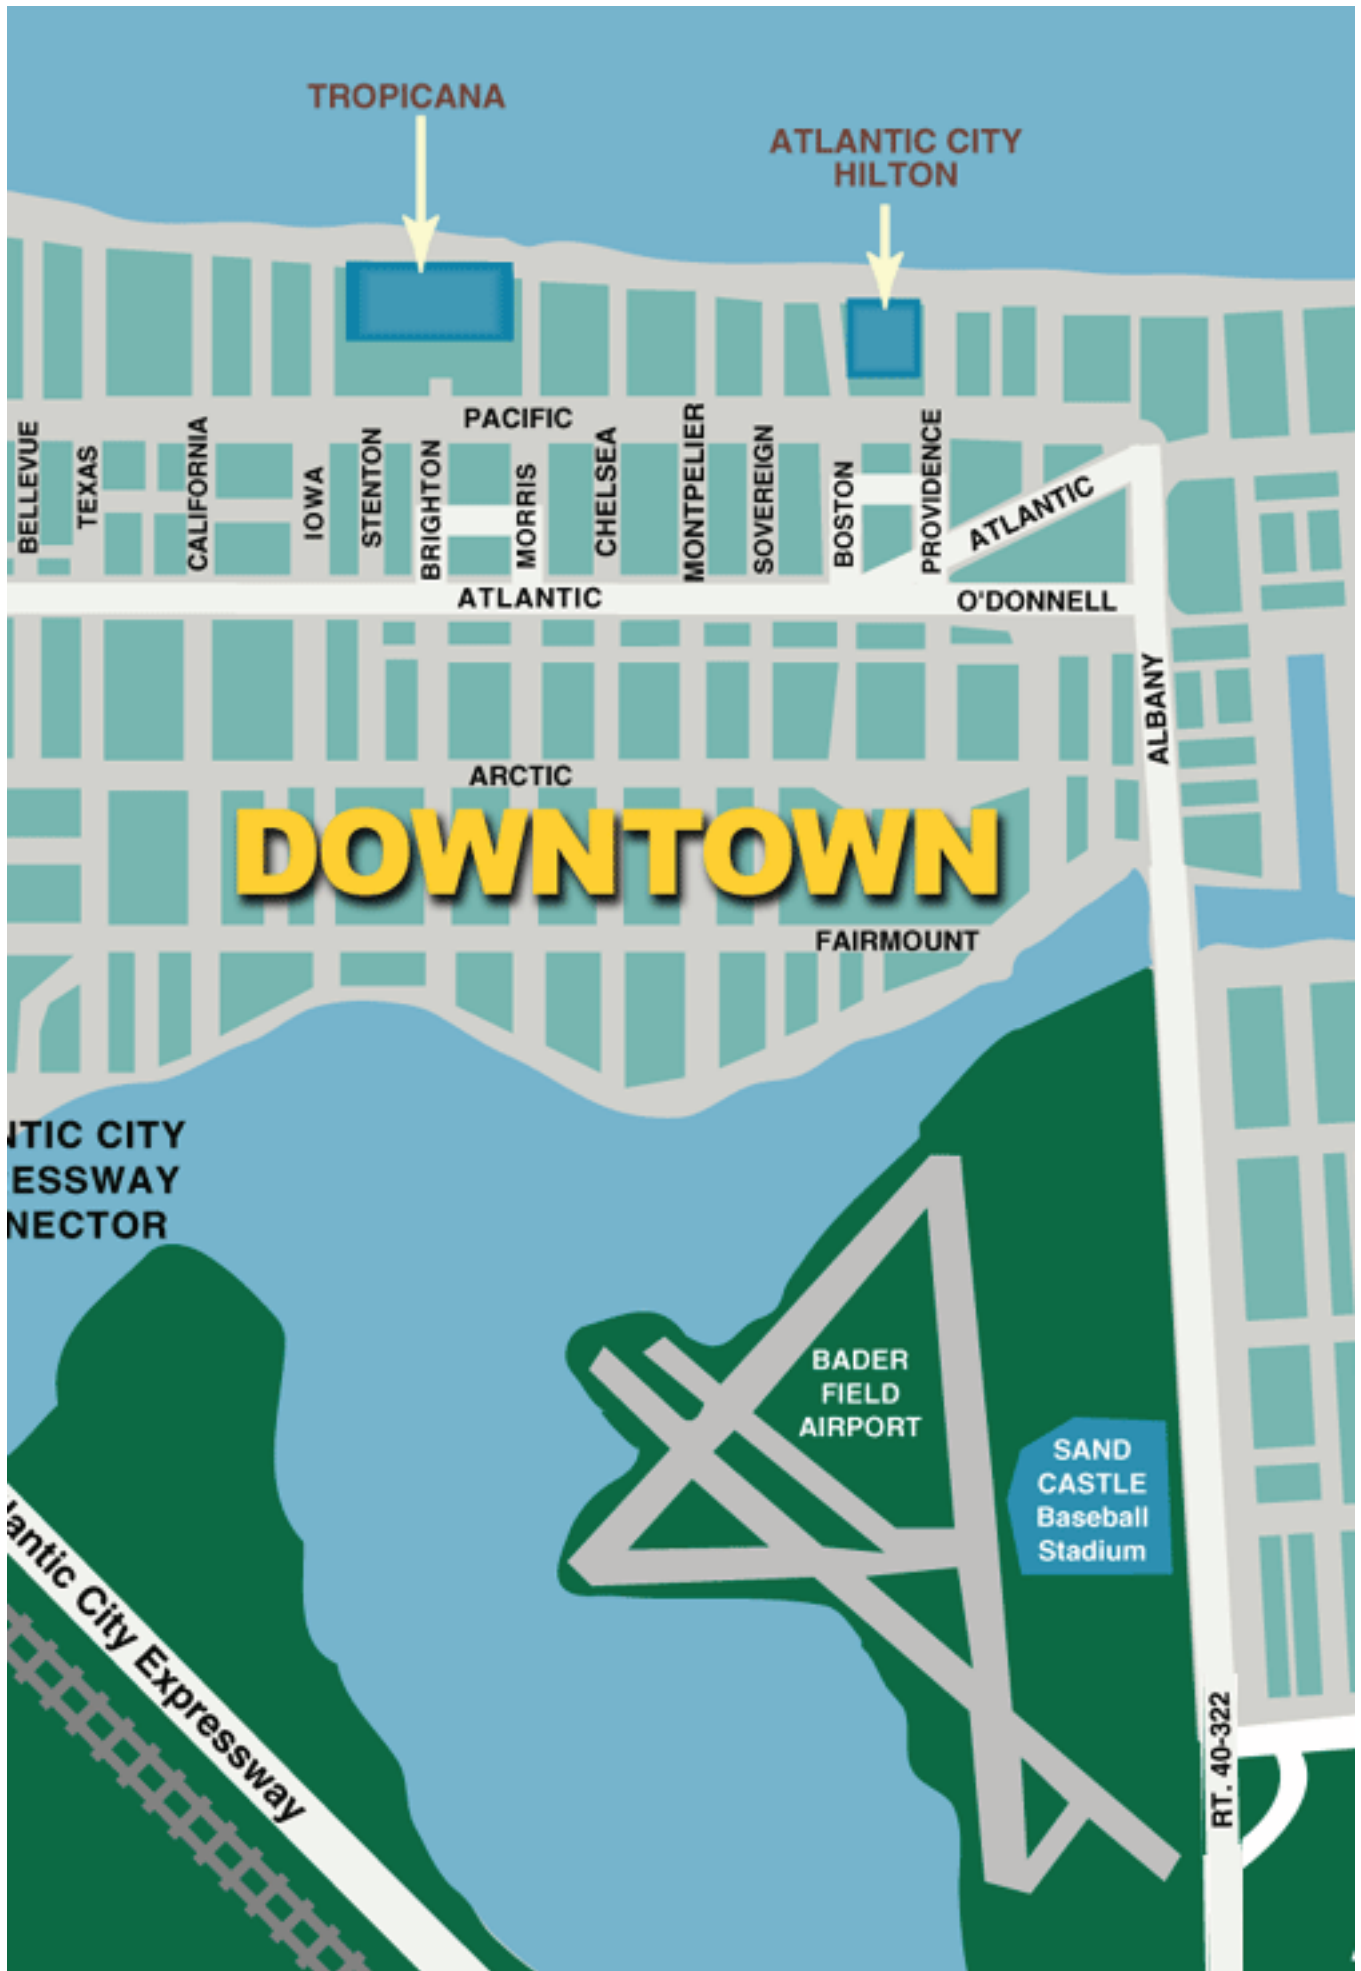 TROPICANA
ATLANTIC CITY
HILTON
PACIFIC
BELLEVUE
TEXAS
CALIFORNIA
IOWA
STENTON
BRIGHTON
MORRIS
CHELSEA
MONTPELIER
SOVEREIGN
BOSTON
PROVIDENCE
ATLANTIC
ATLANTIC
O'DONNELL
ALBANY
ARCTIC
DOWNTOWN
FAIRMOUNT
NTIC CITY
ESSWAY
NECTOR
BADER
FIELD
AIRPORT
SAND
CASTLE
Baseball
Stadium
lantic City Expressway
RT. 40-322